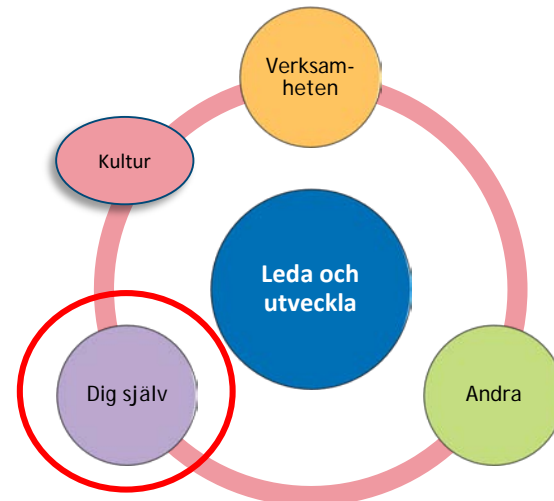 Verksam-
heten
Kultur
Leda och
utveckla
Dig själv
Andra